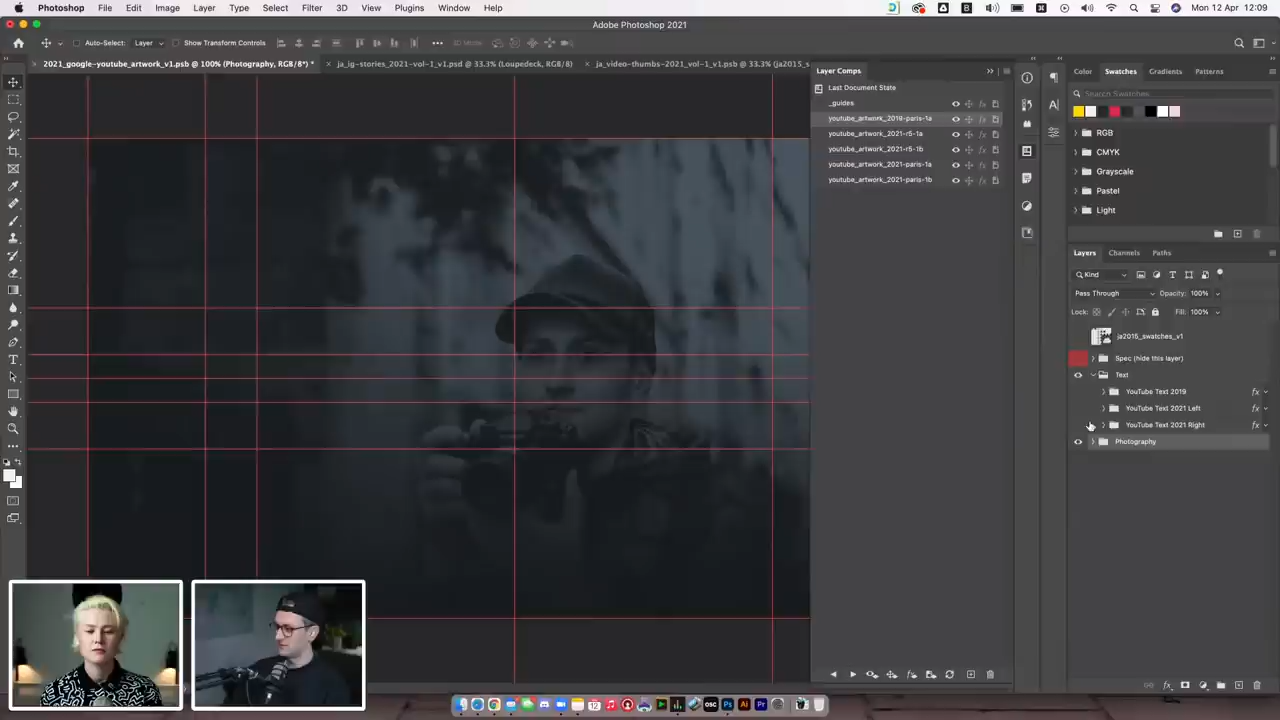 Photoshop File Edit Image Layer Type Select Filter 3D View Plugins Window Help
Mon 12 Apr 12:09
Adobe Photoshop 2021
Auto-Select: Layer Show Transform Controls
3D Mode:
2021_google-youtube_artwork_v1.psb @ 100% (Photography, RGB/8*) *
ja_ig-stories_2021-vol-1_v1.psd @ 33.3% (Loupedeck, RGB/8)
ja_video-thumbs-2021_vol-1_v1.psb @ 33.3% (ja2015_s
Layer Comps
Last Document State
_guides
youtube_artwork_2019-paris-1a
youtube_artwork_2021-r5-1a
youtube_artwork_2021-r5-1b
youtube_artwork_2021-paris-1a
youtube_artwork_2021-paris-1b
Color Swatches Gradients Patterns
Search Swatches
RGB
CMYK
Grayscale
Pastel
Light
Layers Channels Paths
Kind
Pass Through Opacity: 100%
Lock: Fill: 100%
ja2015_swatches_v1
Spec (hide this layer)
Text
YouTube Text 2019 fx
YouTube Text 2021 Left fx
YouTube Text 2021 Right fx
Photography